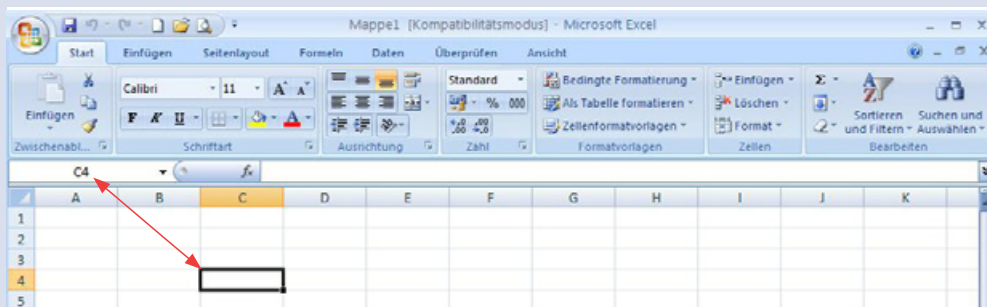 Mappe1 [Kompatibilitätsmodus] - Microsoft Excel
Start Einfügen Seitenlayout Formeln Daten Überprüfen Ansicht
Einfügen
Calibri 11 A A
F K U A
Standard
% 000
,00 ,00
Bedingte Formatierung
Als Tabelle formatieren
Zellenformatvorlagen
Einfügen
Löschen
Format
Σ
Sortieren und Filtern
Suchen und Auswählen
Zwischenabl... Schriftart Ausrichtung Zahl Formatvorlagen Zellen Bearbeiten
C4 fx
A B C D E F G H I J K
1
2
3
4
5